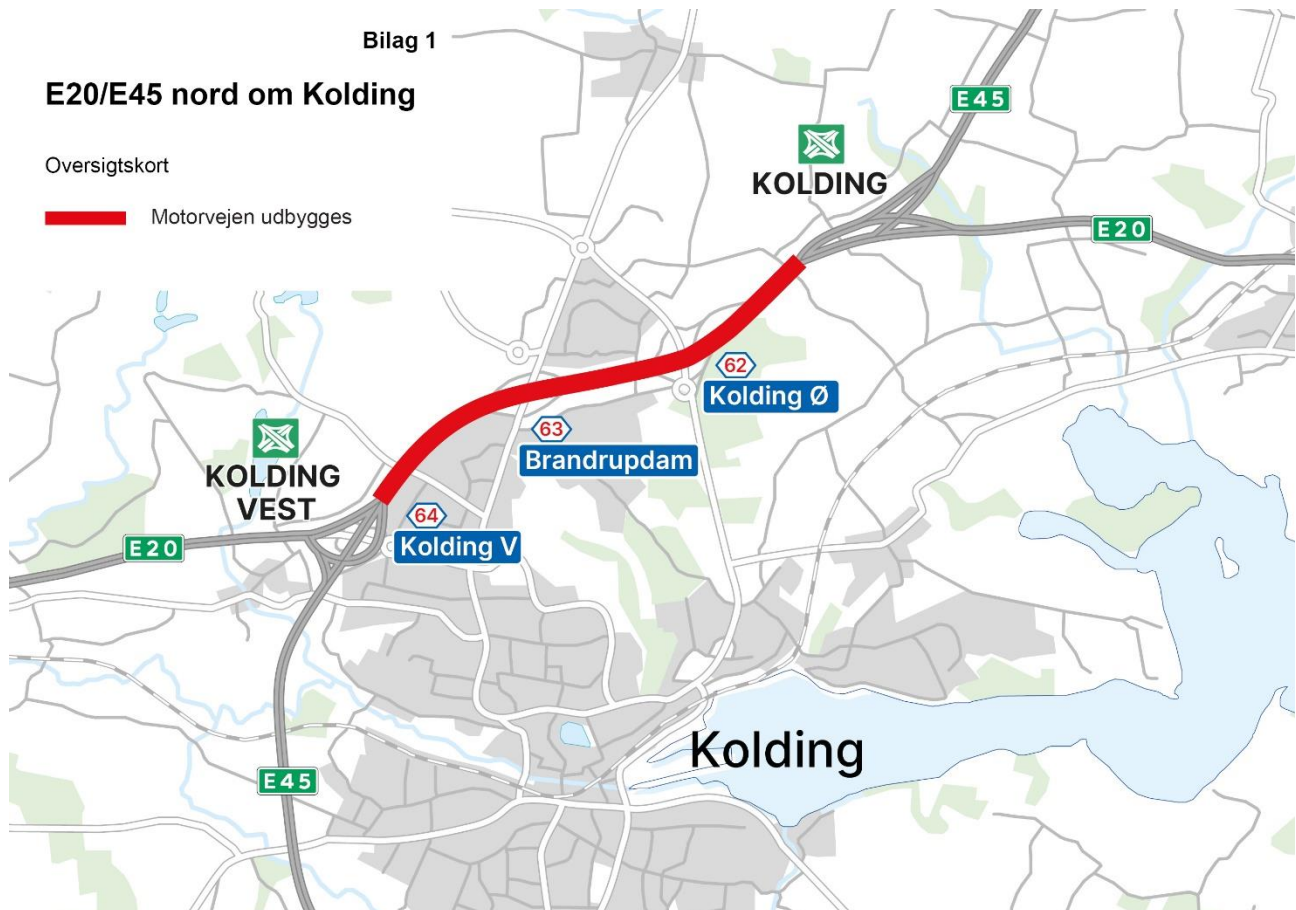 Bilag 1
E20/E45 nord om Kolding
Oversigtskort
Motorvejen udbygges
E45
KOLDING
E20
62
Kolding Ø
63
Brandrupdam
KOLDING
VEST
64
Kolding V
E20
Kolding
E45